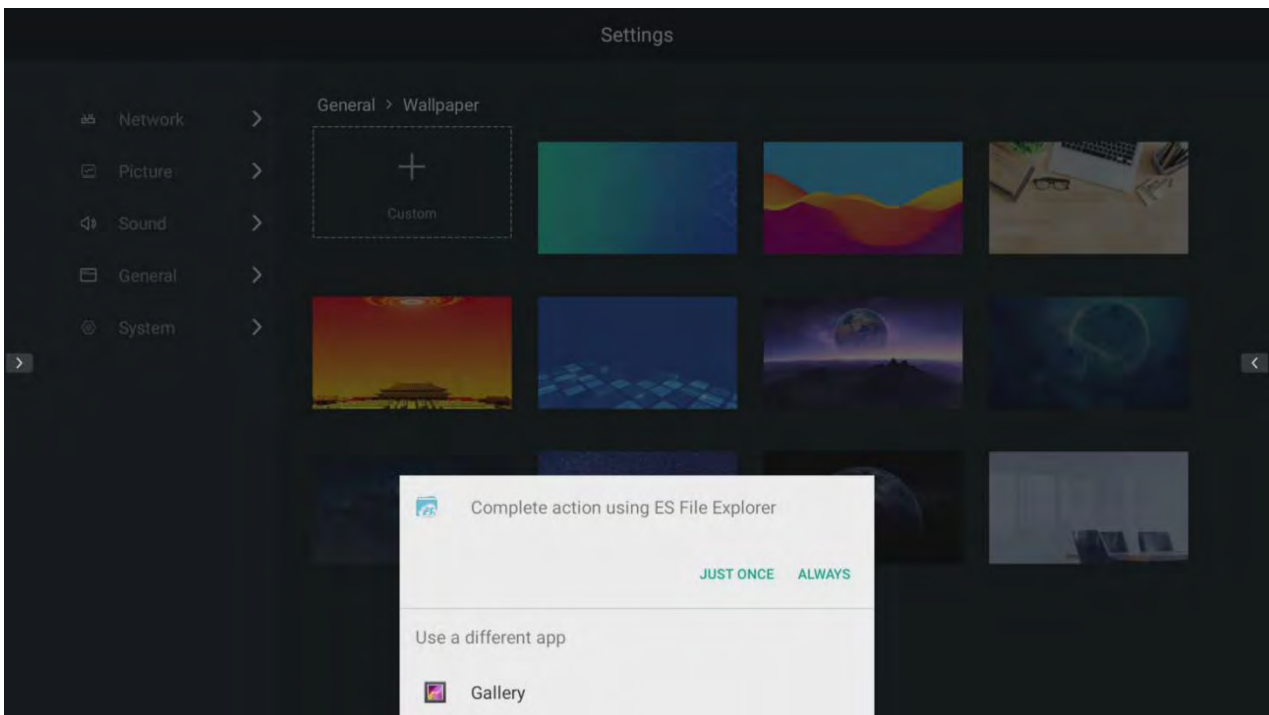 Settings
Network
Picture
Sound
General
System
General > Wallpaper
Custom
Complete action using ES File Explorer
JUST ONCE ALWAYS
Use a different app
Gallery